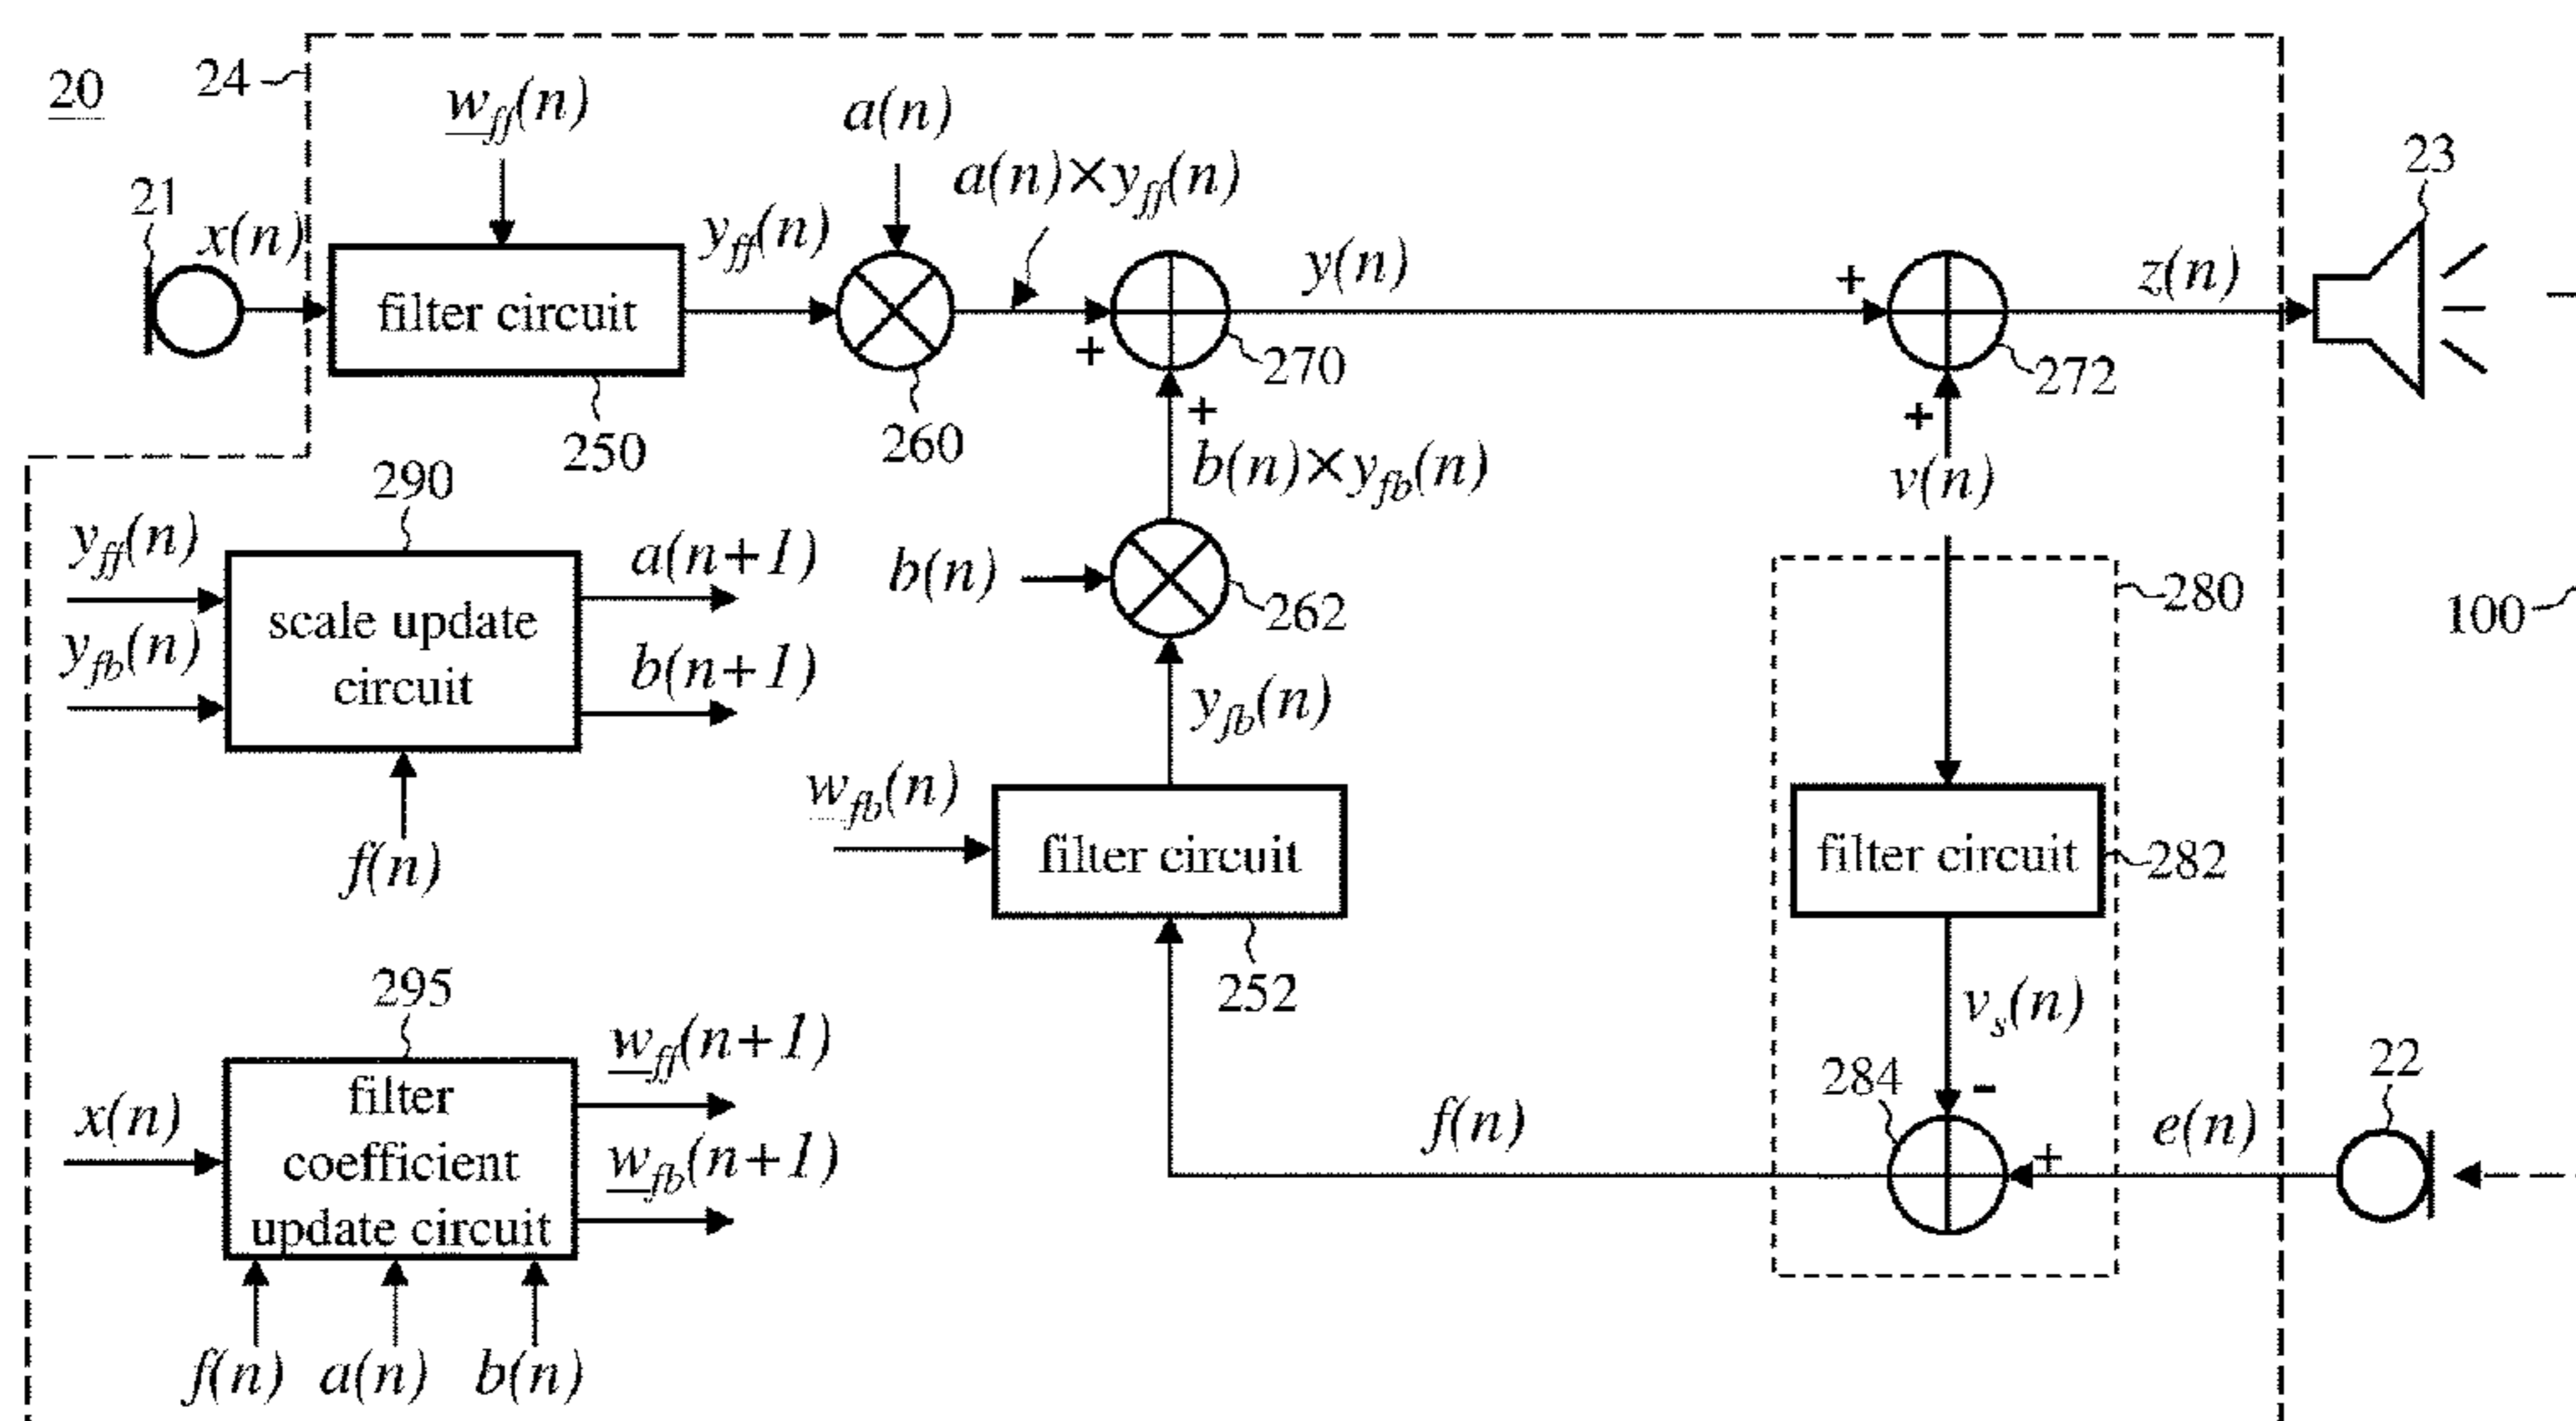 20
24
w_ff(n)
a(n)
a(n)×y_ff(n)
23
21
x(n)
y_ff(n)
y(n)
z(n)
+
+
+
+
filter circuit
250
260
270
272
290
b(n)×y_fb(n)
v(n)
y_ff(n)
y_fb(n)
scale update
circuit
a(n+1)
b(n+1)
f(n)
b(n)
262
280
100
y_fb(n)
w_fb(n)
filter circuit
252
filter circuit
282
v_s(n)
295
w_ff(n+1)
w_fb(n+1)
x(n)
filter
coefficient
update circuit
f(n) a(n) b(n)
f(n)
284
-
+
e(n)
22